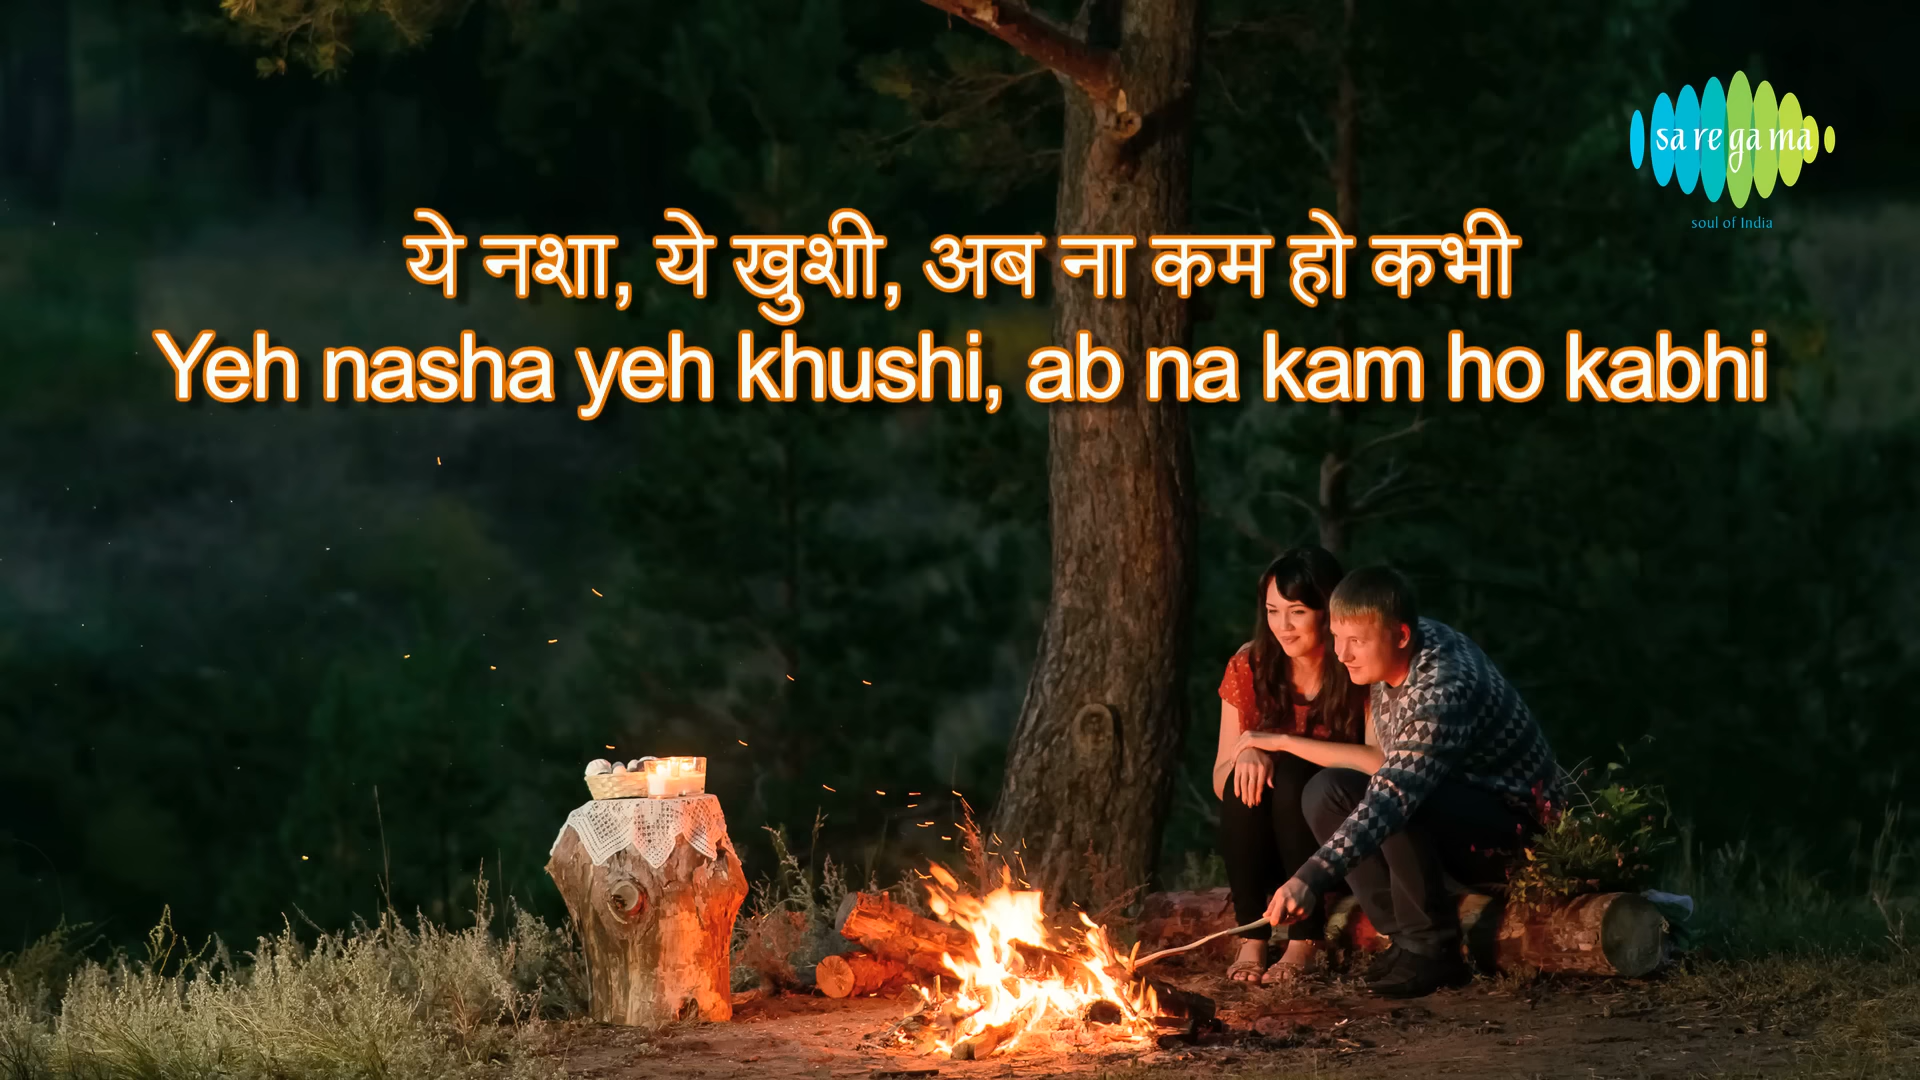 sa re ga ma
soul of India
ये नशा, ये खुशी, अब ना कम हो कभी
Yeh nasha yeh khushi, ab na kam ho kabhi